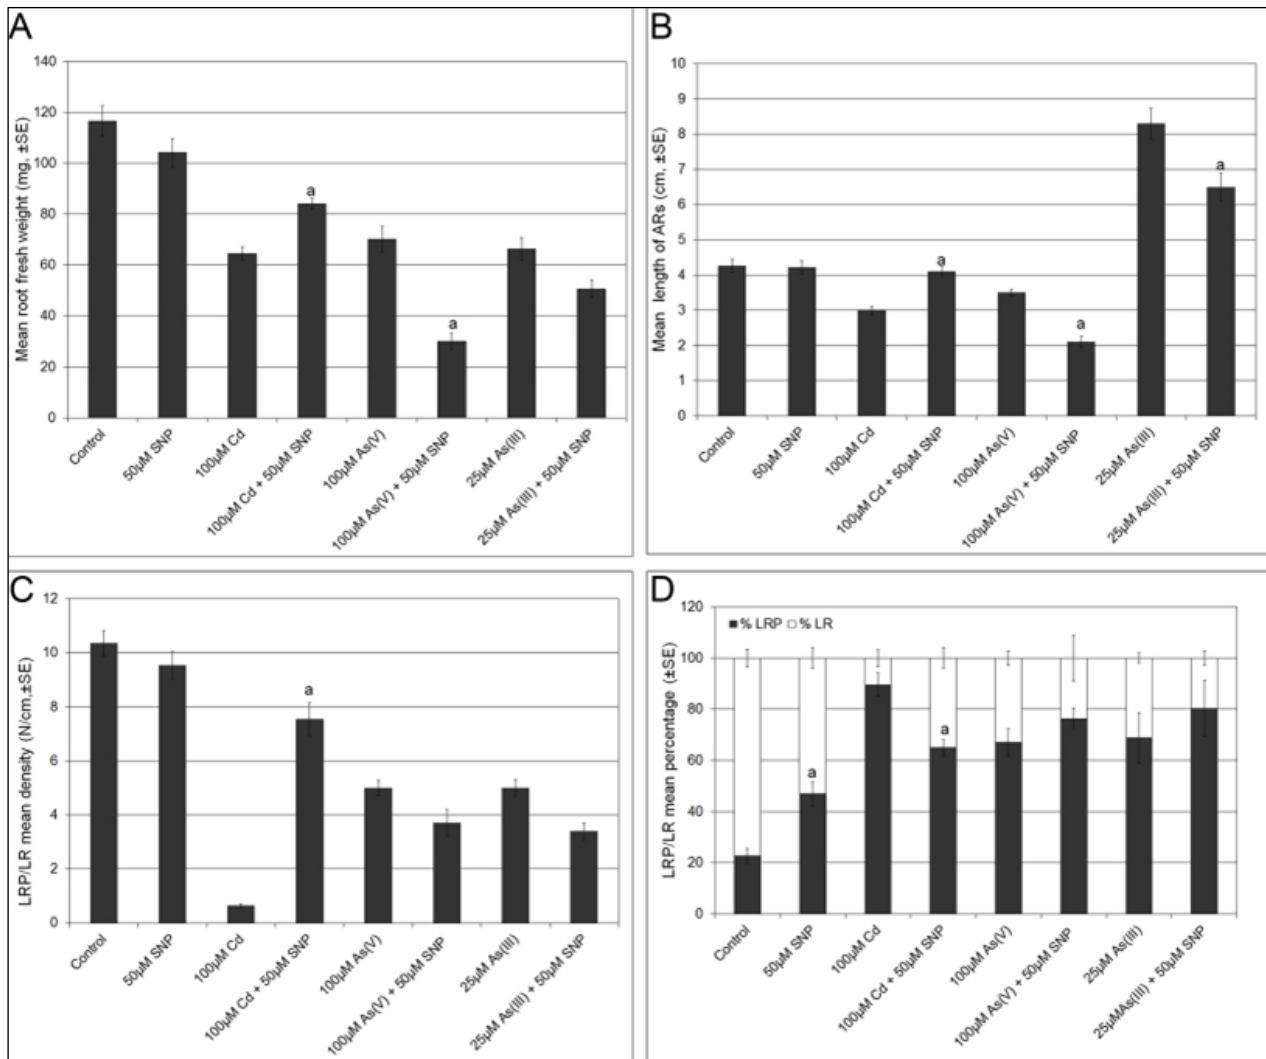 A
Mean root fresh weight (mg, ±SE)
140
120
100
80
60
40
20
0
a
a
Control
50µM SNP
100µM Cd
100µM Cd + 50µM SNP
100µM As(V)
100µM As(V) + 50µM SNP
25µM As(III)
25µM As(III) + 50µM SNP
B
Mean length of ARs (cm, ±SE)
10
9
8
7
6
5
4
3
2
1
0
a
a
a
Control
50µM SNP
100µM Cd
100µM Cd + 50µM SNP
100µM As(V)
100µM As(V) + 50µM SNP
25µM As(III)
25µM As(III) + 50µM SNP
C
LRP/LR mean density (N/cm,±SE)
12
10
8
6
4
2
0
a
Control
50µM SNP
100µM Cd
100µM Cd + 50µM SNP
100µM As(V)
100µM As(V) + 50µM SNP
25µM As(III)
25µM As(III) + 50µM SNP
D
LRP/LR mean percentage (±SE)
120
100
80
60
40
20
0
% LRP % LR
a
a
Control
50µM SNP
100µM Cd
100µM Cd + 50µM SNP
100µM As(V)
100µM As(V) + 50µM SNP
25µM As(III)
25µMAs(III) + 50µM SNP